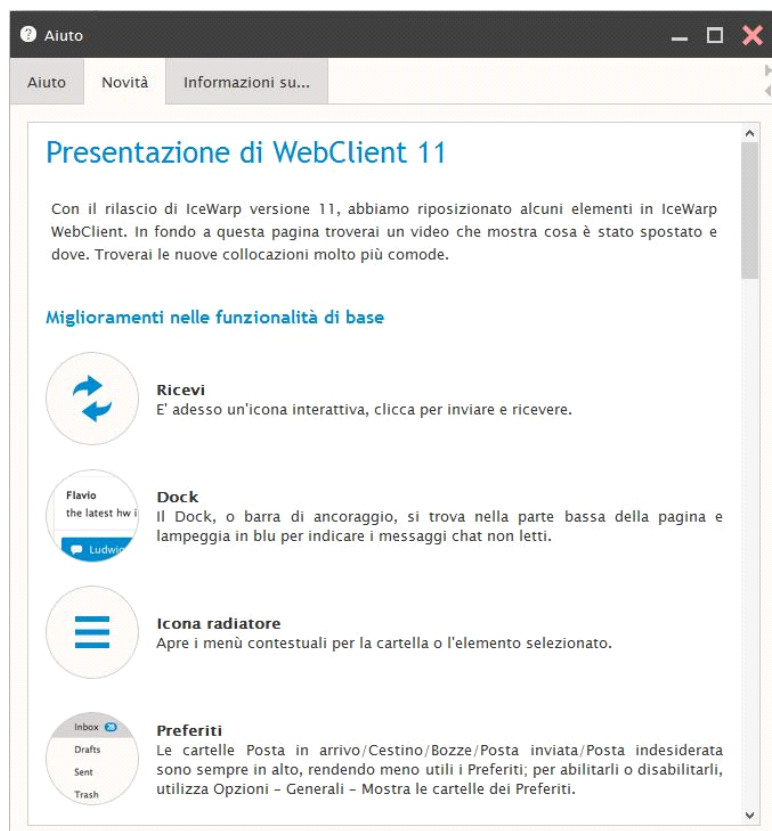 Aiuto
Aiuto Novità Informazioni su...
Presentazione di WebClient 11
Con il rilascio di IceWarp versione 11, abbiamo riposizionato alcuni elementi in IceWarp
WebClient. In fondo a questa pagina troverai un video che mostra cosa è stato spostato e
dove. Troverai le nuove collocazioni molto più comode.
Miglioramenti nelle funzionalità di base
Ricevi
E' adesso un'icona interattiva, clicca per inviare e ricevere.
Flavio
the latest hw i
Ludwig
Dock
Il Dock, o barra di ancoraggio, si trova nella parte bassa della pagina e
lampeggia in blu per indicare i messaggi chat non letti.
Icona radiatore
Apre i menù contestuali per la cartella o l'elemento selezionato.
Inbox 28
Drafts
Sent
Trash
Preferiti
Le cartelle Posta in arrivo/Cestino/Bozze/Posta inviata/Posta indesiderata
sono sempre in alto, rendendo meno utili i Preferiti; per abilitarli o disabilitarli,
utilizza Opzioni – Generali – Mostra le cartelle dei Preferiti.